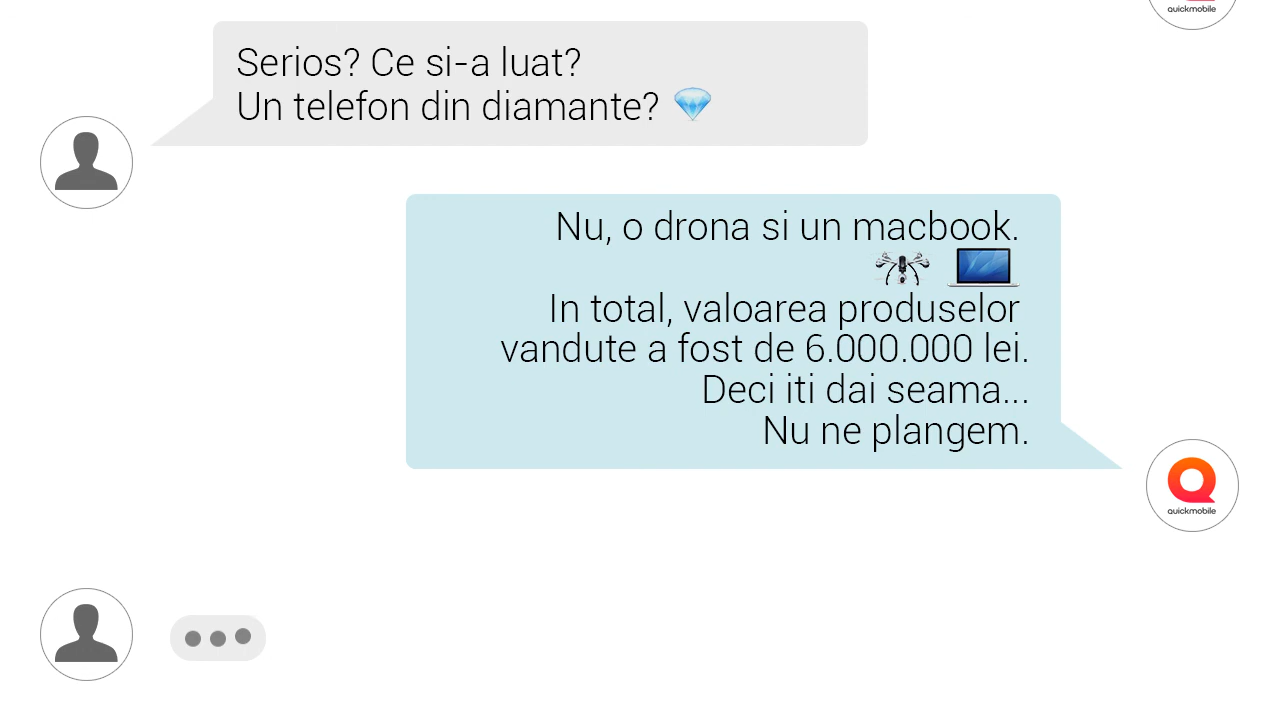 quickmobile
Serios? Ce si-a luat?
Un telefon din diamante? 💎
Nu, o drona si un macbook.
In total, valoarea produselor
vandute a fost de 6.000.000 lei.
Deci iti dai seama...
Nu ne plangem.
quickmobile